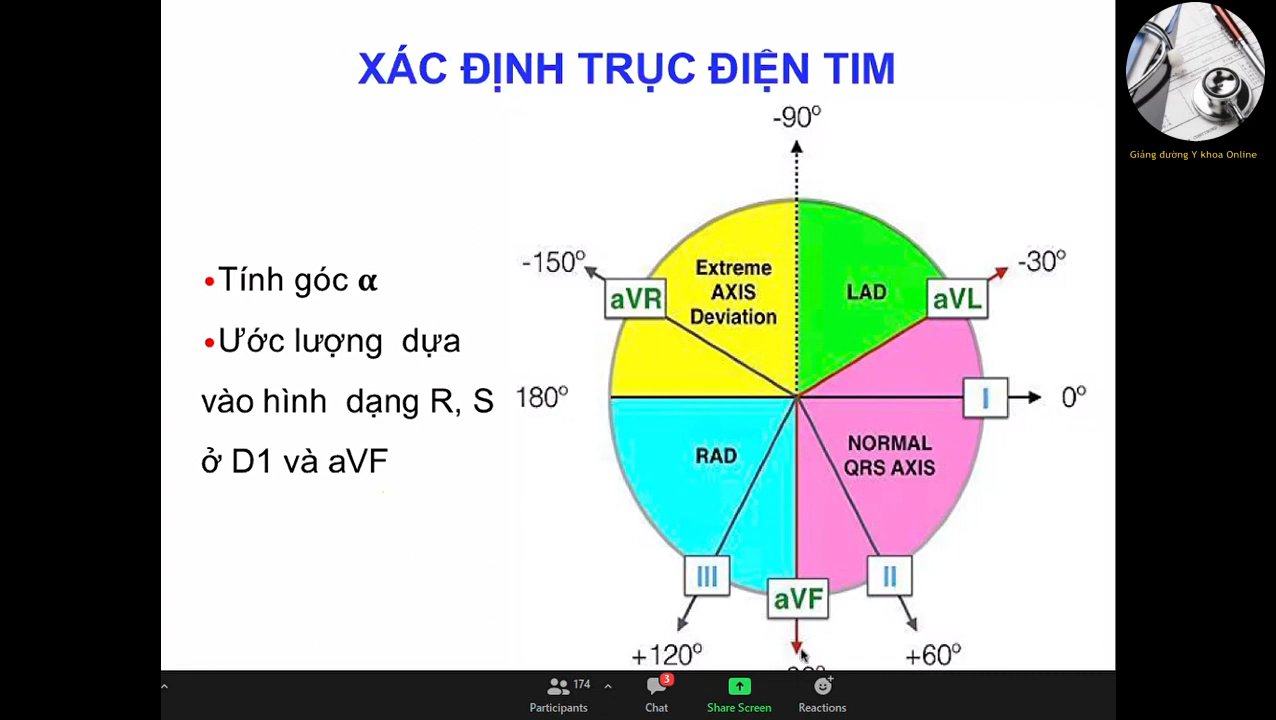 XÁC ĐỊNH TRỤC ĐIỆN TIM
Giảng đường Y khoa Online
•Tính góc α
•Ước lượng dựa
vào hình dạng R, S
ở D1 và aVF
-90º
-150º
-30º
aVR
Extreme
AXIS
Deviation
LAD
aVL
180º
I
0º
RAD
NORMAL
QRS AXIS
III
aVF
II
+120º
+60º
174
3
Participants
Chat
Share Screen
Reactions